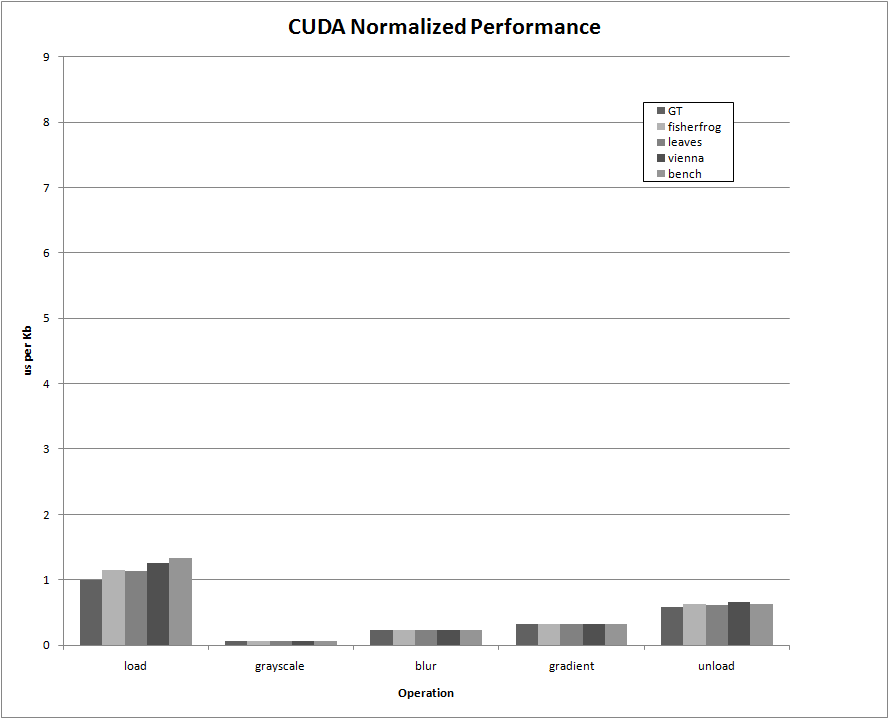 CUDA Normalized Performance
9
8
7
6
5
4
3
2
1
0
us per Kb
GT
fisherfrog
leaves
vienna
bench
load grayscale blur gradient unload
Operation